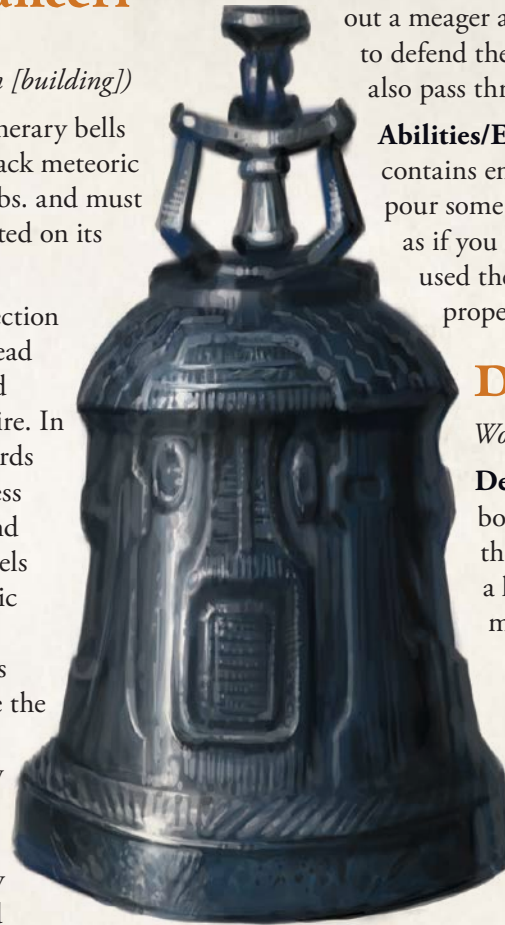 [building])
nerary bells
ack meteoric
bs. and must
ted on its
ection
ead
d
ire. In
rds
ess
nd
els
ic
s
e the
y
y
out a meager a
to defend the
also pass thr
Abilities/E
contains en
pour some
as if you
used the
prope
D
Wo
De
bo
th
a
m